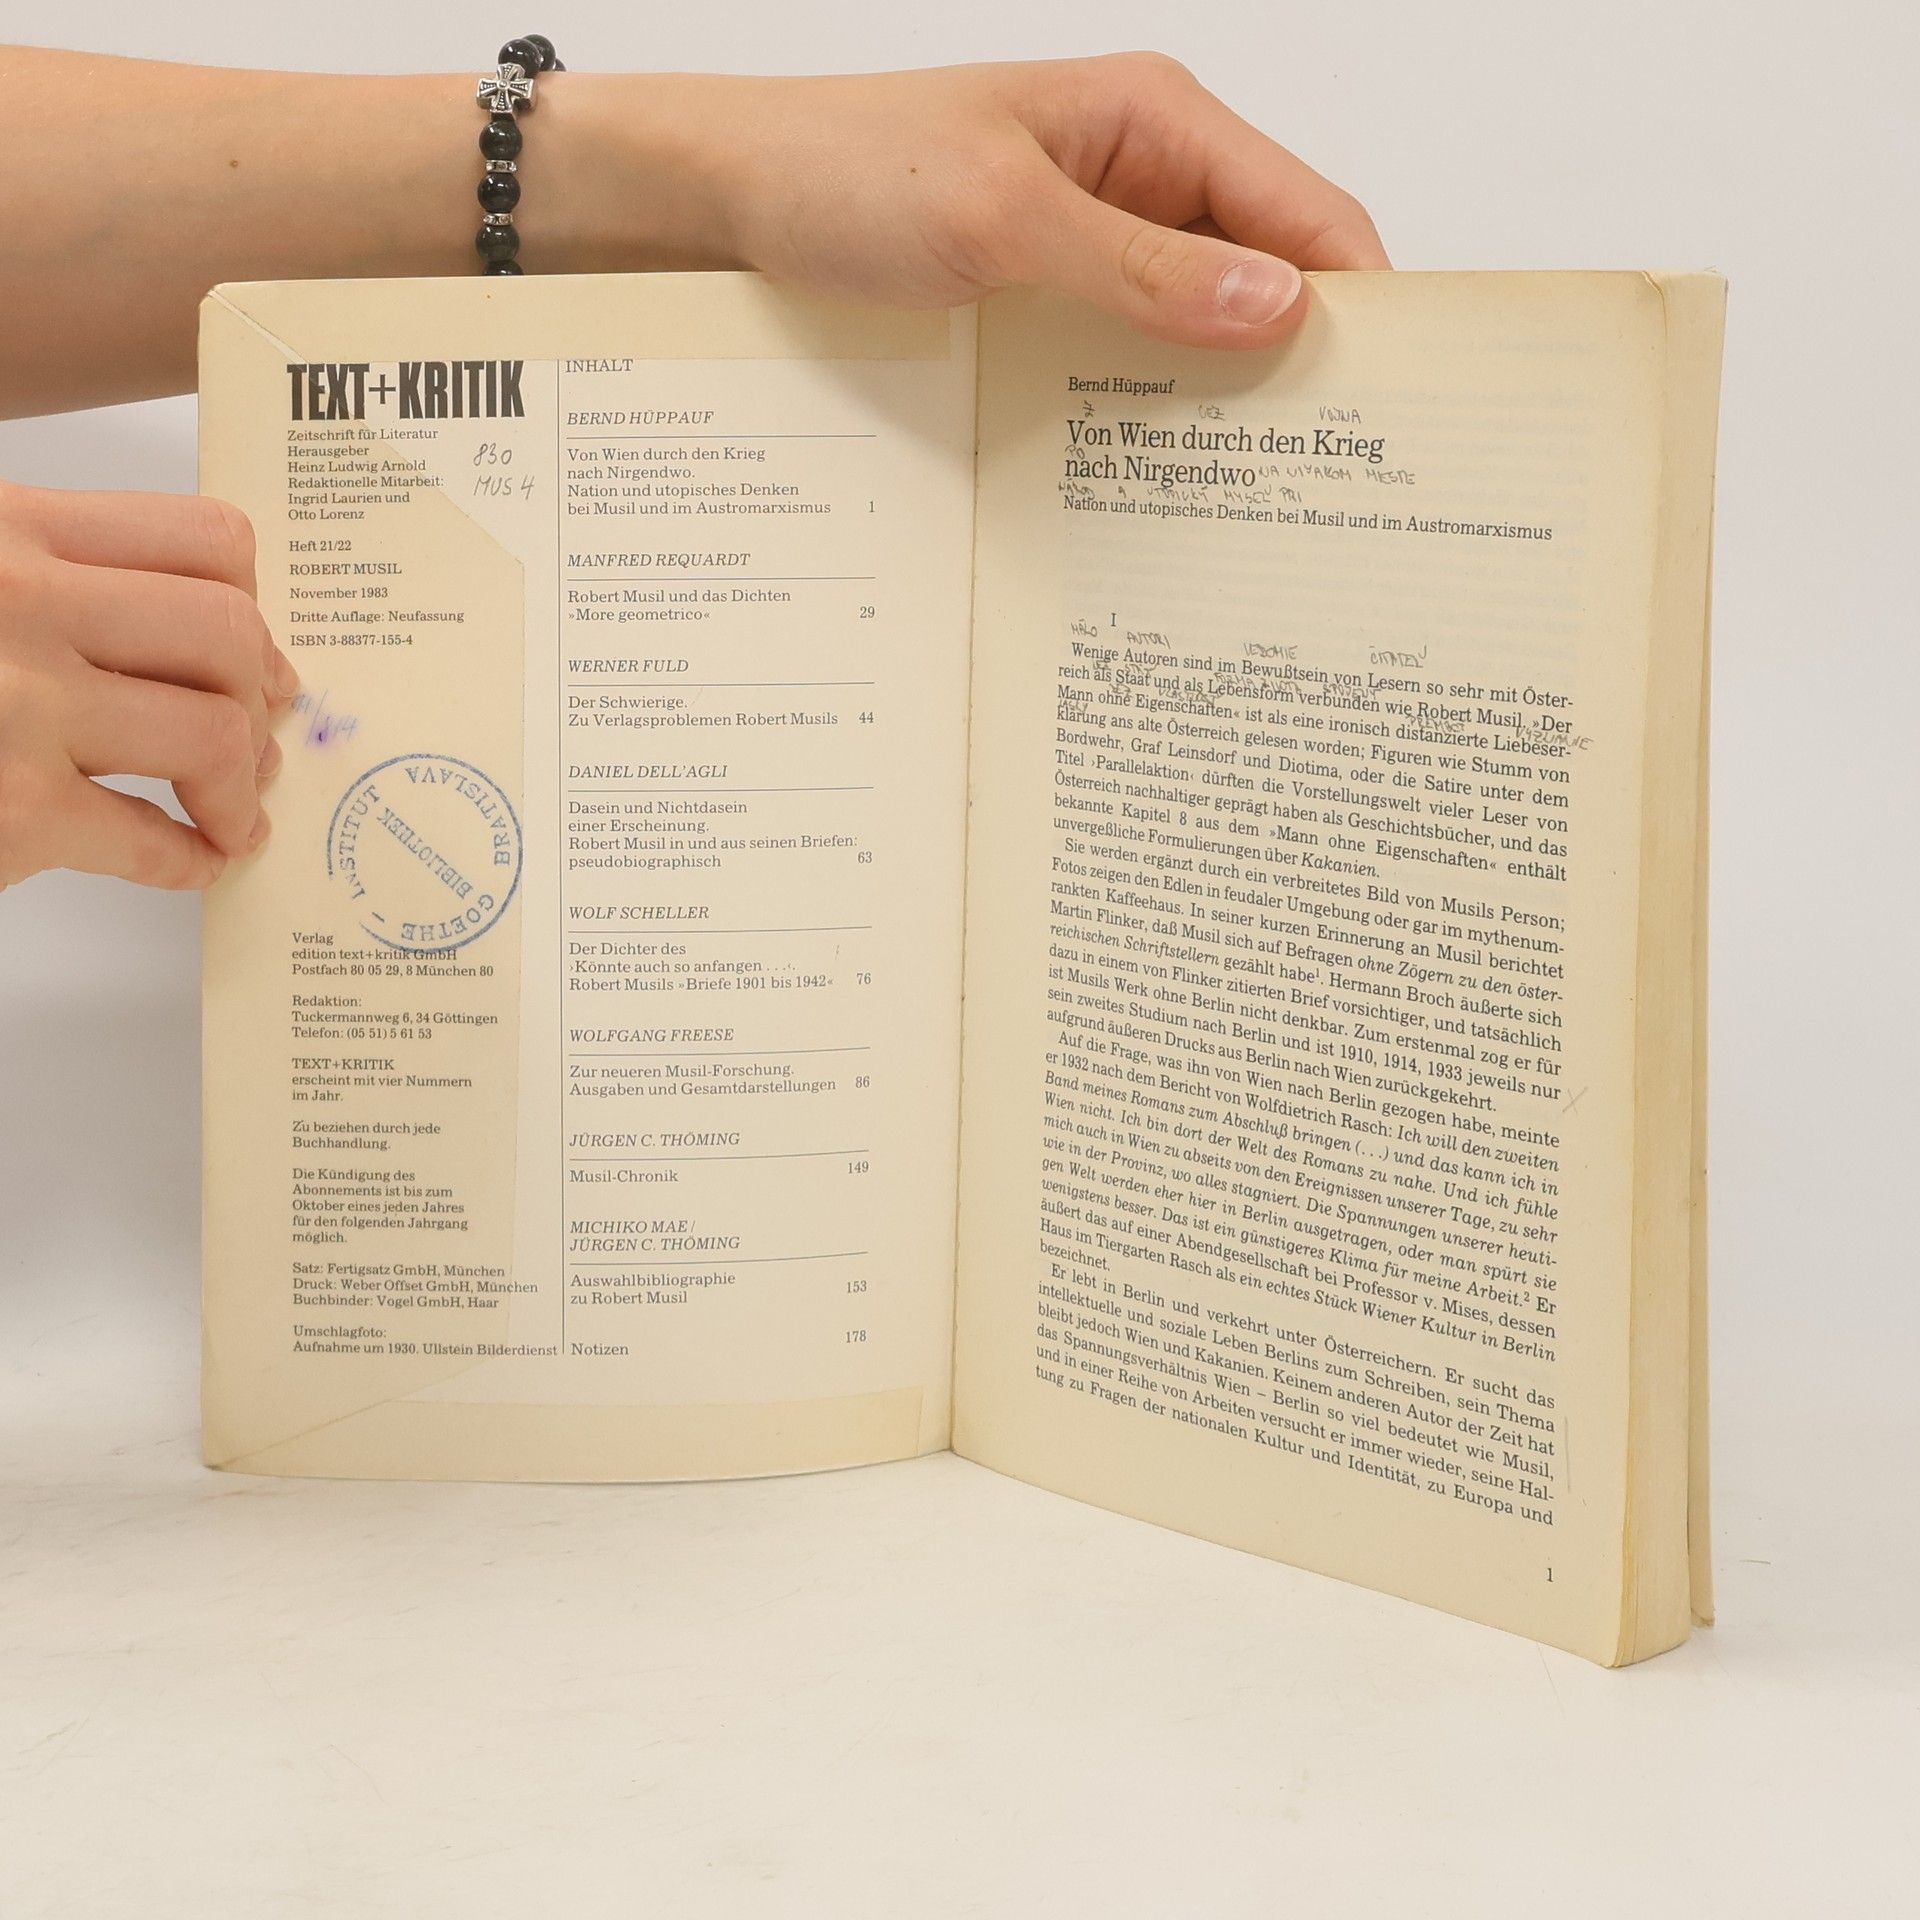 TEXT+KRITIK
Zeitschrift für Literatur
Herausgeber
Heinz Ludwig Arnold
Redaktionelle Mitarbeit:
Ingrid Laurien und
Otto Lorenz
830
MUS 4
Heft 21/22
ROBERT MUSIL
November 1983
Dritte Auflage: Neufassung
ISBN 3-88377-155-4
GOETHE – INSTITUT BRATISLAVA
BIBLIOTHEK
Verlag
edition text+kritik GmbH
Postfach 80 05 29, 8 München 80
Redaktion:
Tuckermannweg 6, 34 Göttingen
Telefon: (05 51) 5 61 53
TEXT+KRITIK
erscheint mit vier Nummern
im Jahr.
Zu beziehen durch jede
Buchhandlung.
Die Kündigung des
Abonnements ist bis zum
Oktober eines jeden Jahres
für den folgenden Jahrgang
möglich.
Satz: Fertigsatz GmbH, München
Druck: Weber Offset GmbH, München
Buchbinder: Vogel GmbH, Haar
Umschlagfoto:
Aufnahme um 1930. Ullstein Bilderdienst
INHALT
BERND HÜPPAUF
Von Wien durch den Krieg
nach Nirgendwo.
Nation und utopisches Denken
bei Musil und im Austromarxismus 1
MANFRED REQUARDT
Robert Musil und das Dichten
»More geometrico« 29
WERNER FULD
Der Schwierige.
Zu Verlagsproblemen Robert Musils 44
DANIEL DELL'AGLI
Dasein und Nichtdasein
einer Erscheinung.
Robert Musil in und aus seinen Briefen:
pseudobiographisch 63
WOLF SCHELLER
Der Dichter des
›Könnte auch so anfangen . . .‹.
Robert Musils »Briefe 1901 bis 1942« 76
WOLFGANG FREESE
Zur neueren Musil-Forschung.
Ausgaben und Gesamtdarstellungen 86
JÜRGEN C. THÖMING
Musil-Chronik 149
MICHIKO MAE/
JÜRGEN C. THÖMING
Auswahlbibliographie
zu Robert Musil 153
Notizen 178
Bernd Hüppauf
Z CEZ VOJNA
Von Wien durch den Krieg
PO
nach Nirgendwo NA MIESTE
NÁROD A UTOPICKÝ MYSEĽ PRI
Nation und utopisches Denken bei Musil und im Austromarxismus
I
MÁLO AUTORI VEDOMIE ČITATEĽ
Wenige Autoren sind im Bewußtsein von Lesern so sehr mit Öster-
reich als Staat und als Lebensform verbunden wie Robert Musil. »Der
Mann ohne Eigenschaften« ist als eine ironisch distanzierte Liebeser-
klärung ans alte Österreich gelesen worden; Figuren wie Stumm von
Bordwehr, Graf Leinsdorf und Diotima, oder die Satire unter dem
Titel ›Parallelaktion‹ dürften die Vorstellungswelt vieler Leser von
Österreich nachhaltiger geprägt haben als Geschichtsbücher, und das
bekannte Kapitel 8 aus dem »Mann ohne Eigenschaften« enthält
unvergeßliche Formulierungen über Kakanien.
Sie werden ergänzt durch ein verbreitetes Bild von Musils Person;
Fotos zeigen den Edlen in feudaler Umgebung oder gar im mythenum-
rankten Kaffeehaus. In seiner kurzen Erinnerung an Musil berichtet
Martin Flinker, daß Musil sich auf Befragen ohne Zögern zu den öster-
reichischen Schriftstellern gezählt habe¹. Hermann Broch äußerte sich
dazu in einem von Flinker zitierten Brief vorsichtiger, und tatsächlich
ist Musils Werk ohne Berlin nicht denkbar. Zum erstenmal zog er für
sein zweites Studium nach Berlin und ist 1910, 1914, 1933 jeweils nur
aufgrund äußeren Drucks aus Berlin nach Wien zurückgekehrt.
Auf die Frage, was ihn von Wien nach Berlin gezogen habe, meinte
er 1932 nach dem Bericht von Wolfdietrich Rasch: Ich will den zweiten
Band meines Romans zum Abschluß bringen (. . .) und das kann ich in
Wien nicht. Ich bin dort der Welt des Romans zu nahe. Und ich fühle
mich auch in Wien zu abseits von den Ereignissen unserer Tage, zu sehr
wie in der Provinz, wo alles stagniert. Die Spannungen unserer heuti-
gen Welt werden eher hier in Berlin ausgetragen, oder man spürt sie
wenigstens besser. Das ist ein günstigeres Klima für meine Arbeit.² Er
äußert das auf einer Abendgesellschaft bei Professor v. Mises, dessen
Haus im Tiergarten Rasch als ein echtes Stück Wiener Kultur in Berlin
bezeichnet.
Er lebt in Berlin und verkehrt unter Österreichern. Er sucht das
intellektuelle und soziale Leben Berlins zum Schreiben, sein Thema
bleibt jedoch Wien und Kakanien. Keinem anderen Autor der Zeit hat
das Spannungsverhältnis Wien – Berlin so viel bedeutet wie Musil,
und in einer Reihe von Arbeiten versucht er immer wieder, seine Hal-
tung zu Fragen der nationalen Kultur und Identität, zu Europa und
1